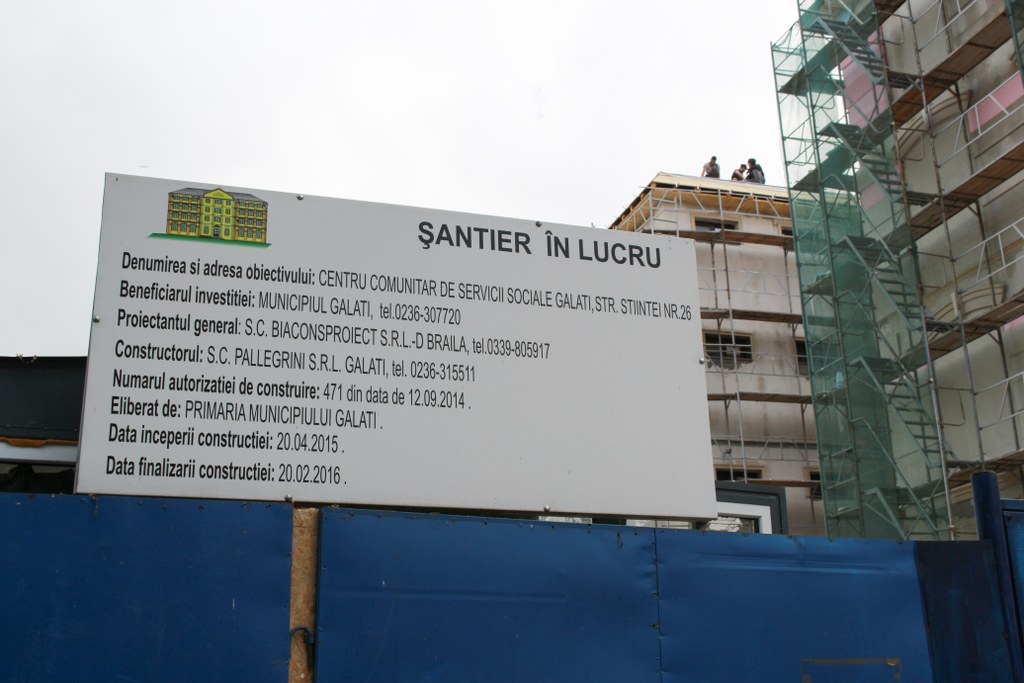 ŞANTIER ÎN LUCRU
Denumirea si adresa obiectivului: CENTRU COMUNITAR DE SERVICII SOCIALE GALATI, STR. STIINTEI NR.26
Beneficiarul investitiei: MUNICIPIUL GALATI, tel.0236-307720
Proiectantul general: S.C. BIACONSPROIECT S.R.L.-D BRAILA, tel.0339-805917
Constructorul: S.C. PALLEGRINI S.R.L. GALATI, tel. 0236-315511
Numarul autorizatiei de construire: 471 din data de 12.09.2014 .
Eliberat de: PRIMARIA MUNICIPIULUI GALATI .
Data inceperii constructiei: 20.04.2015 .
Data finalizarii constructiei: 20.02.2016 .